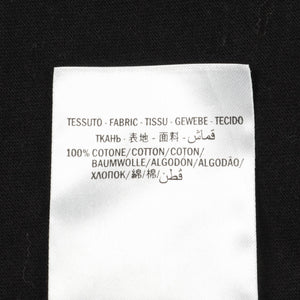 TESSUTO - FABRIC - TISSU - GEWEBE - TECIDO
ТКАНЬ - 表地 - 面料 - قماش
100% COTONE/COTTON/COTON/
BAUMWOLLE/ALGODÓN/ALGODÃO/
ХЛОПОК/綿/棉/قطن